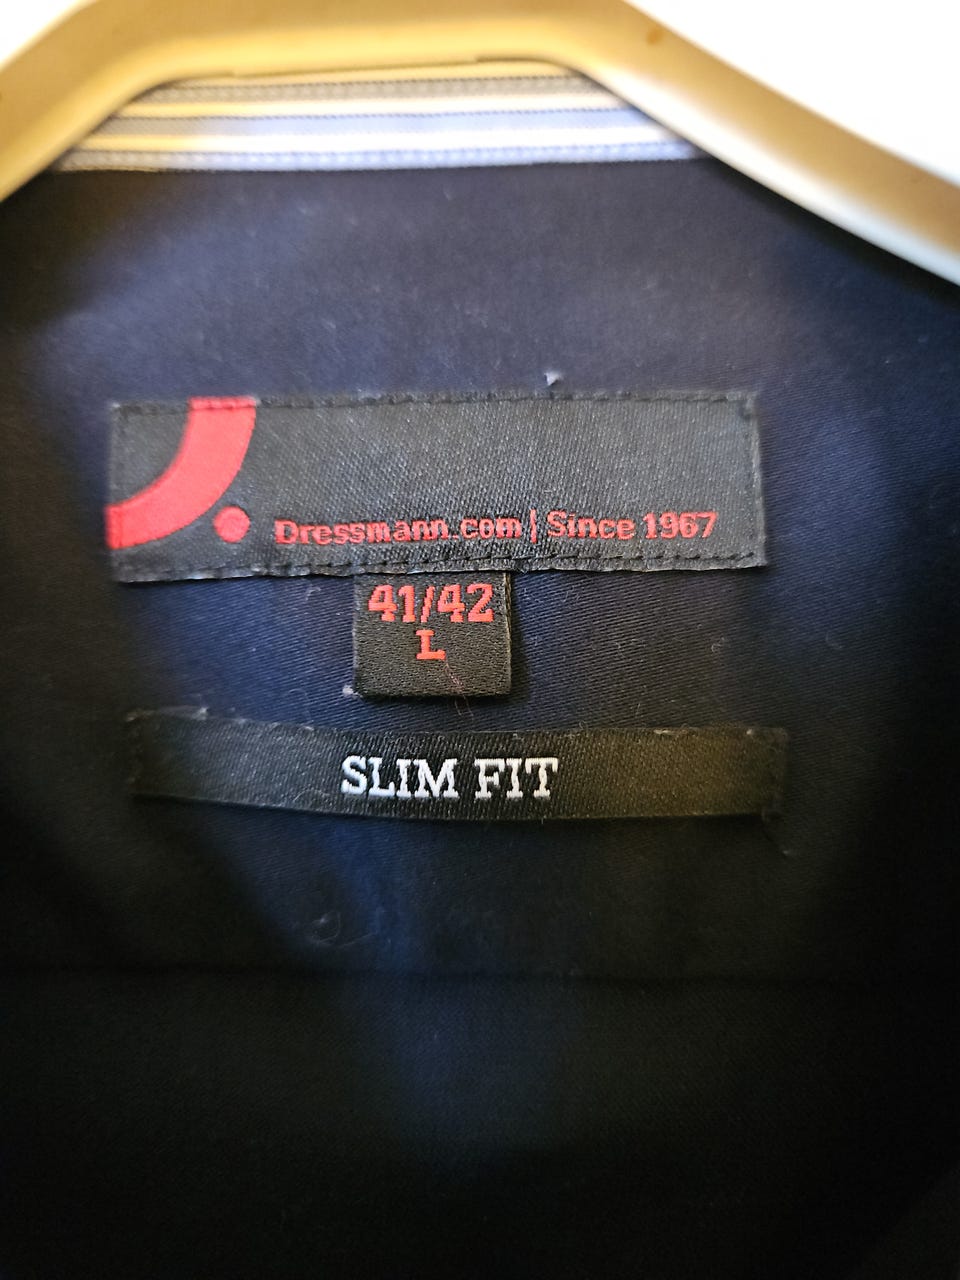 Dressmann.com | Since 1967
41/42
L
SLIM FIT